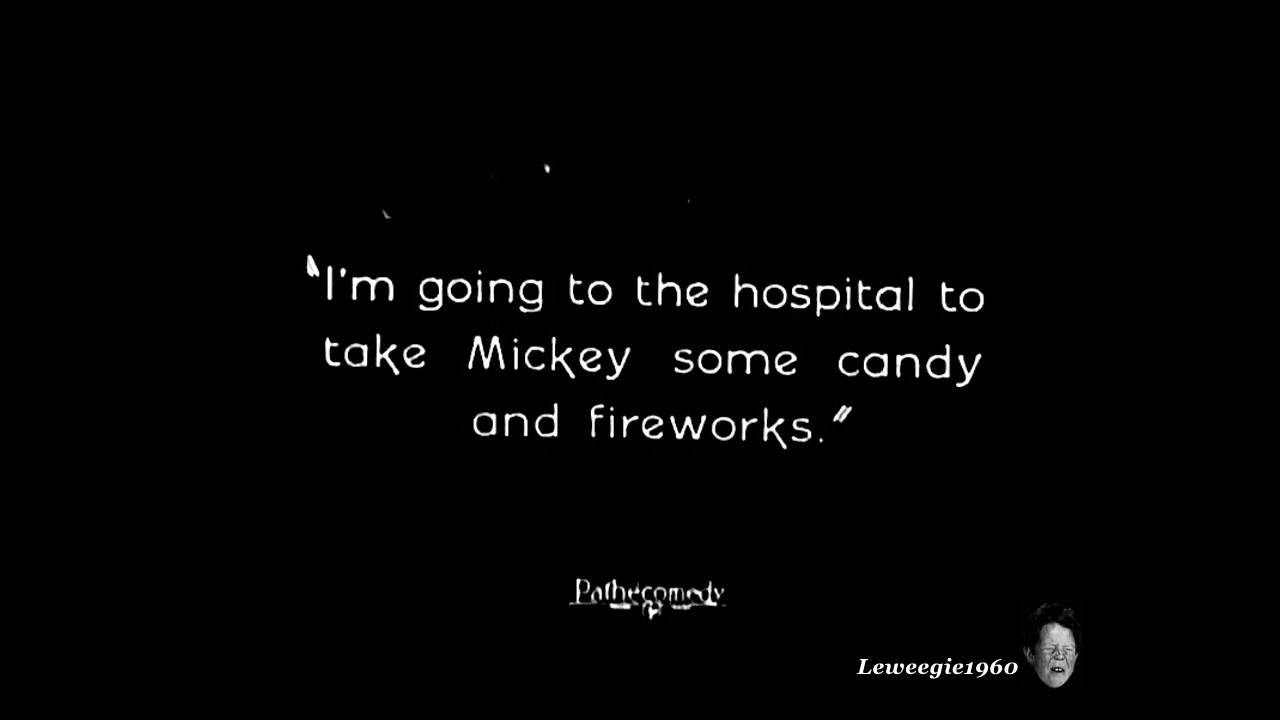 "I'm going to the hospital to
take Mickey some candy
and fireworks."
Pathécomedy
Leweegie1960